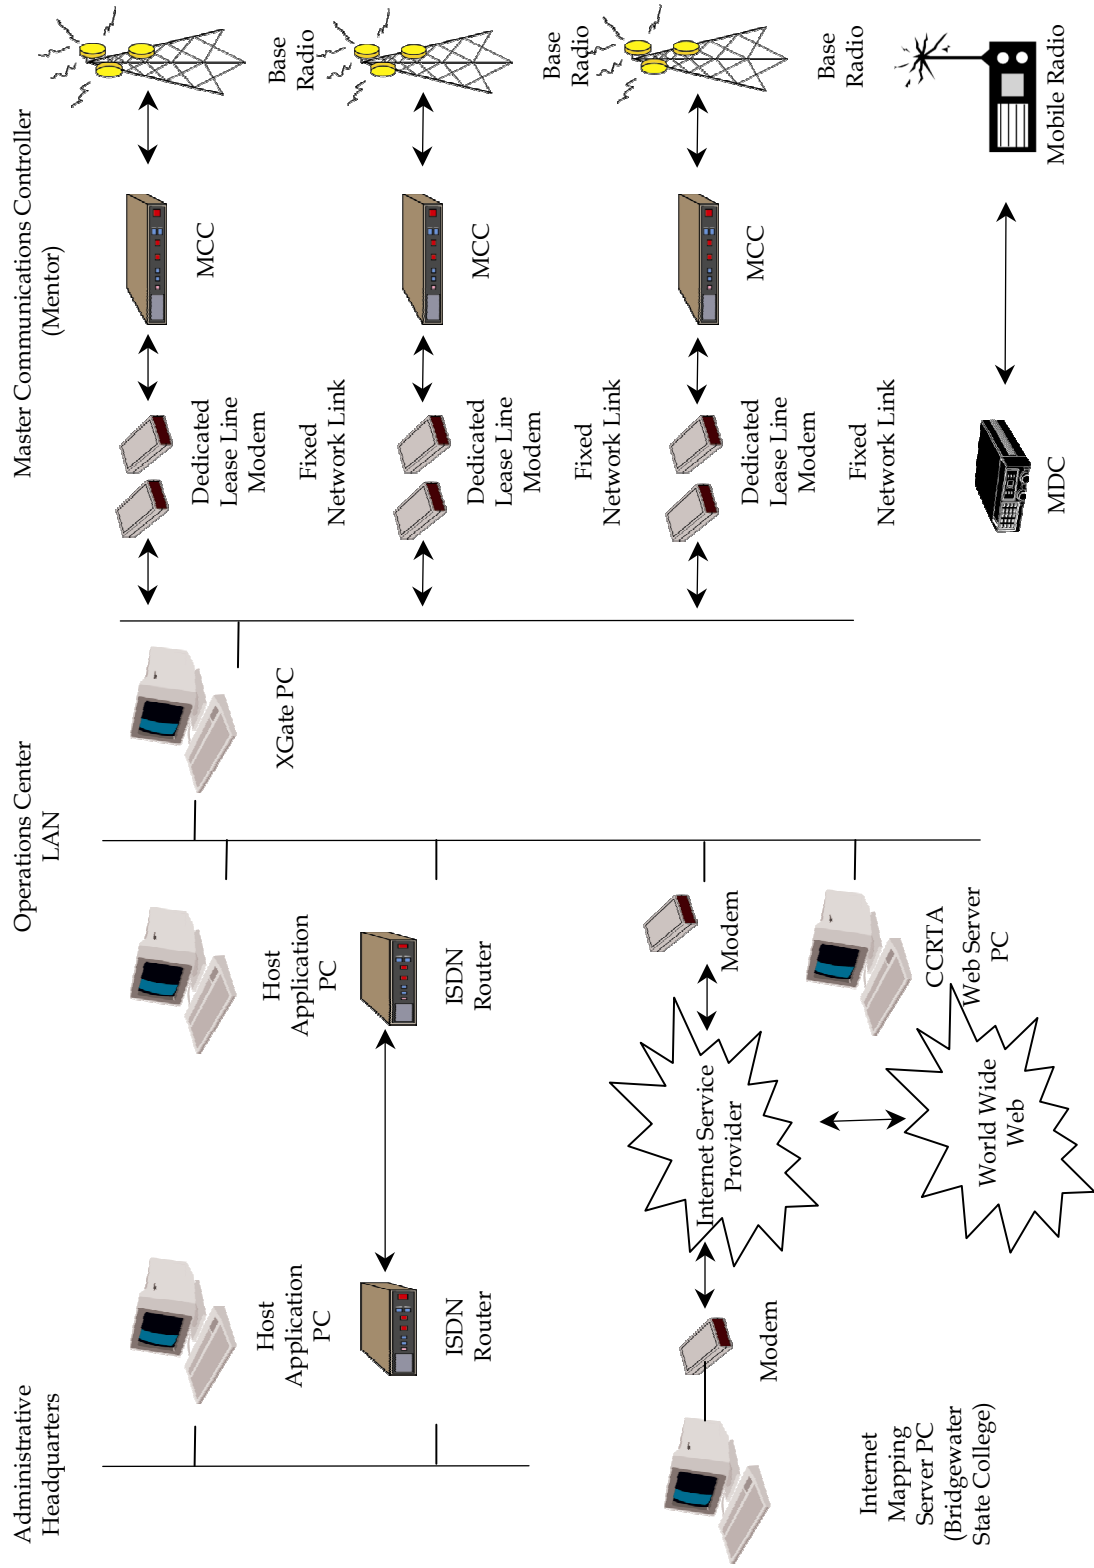 Administrative
Headquarters
Operations Center
LAN
Master Communications Controller
(Mentor)
Host
Application
PC
Host
Application
PC
XGate PC
Dedicated
Lease Line
Modem
MCC
Base
Radio
Fixed
Network Link
ISDN
Router
ISDN
Router
Dedicated
Lease Line
Modem
MCC
Base
Radio
Fixed
Network Link
Internet Service
Provider
Modem
Modem
Dedicated
Lease Line
Modem
MCC
Base
Radio
Fixed
Network Link
Internet
Mapping
Server PC
(Bridgewater
State College)
World Wide
Web
CCRTA
Web Server
PC
MDC
Mobile Radio